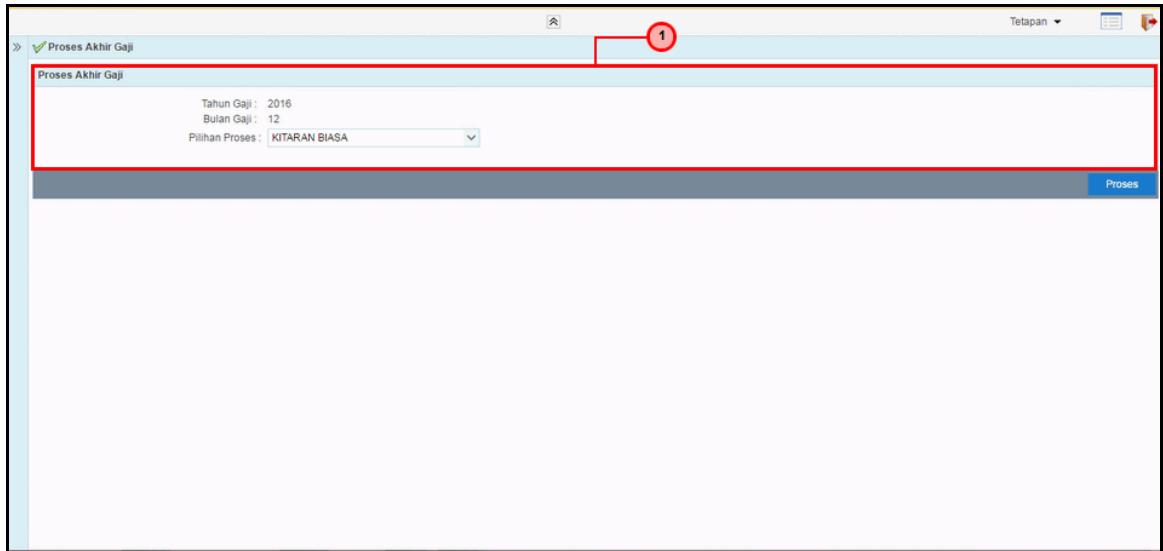 Tetapan
1
Proses Akhir Gaji
Proses Akhir Gaji
Tahun Gaji : 2016
Bulan Gaji : 12
Pilihan Proses : KITARAN BIASA
Proses